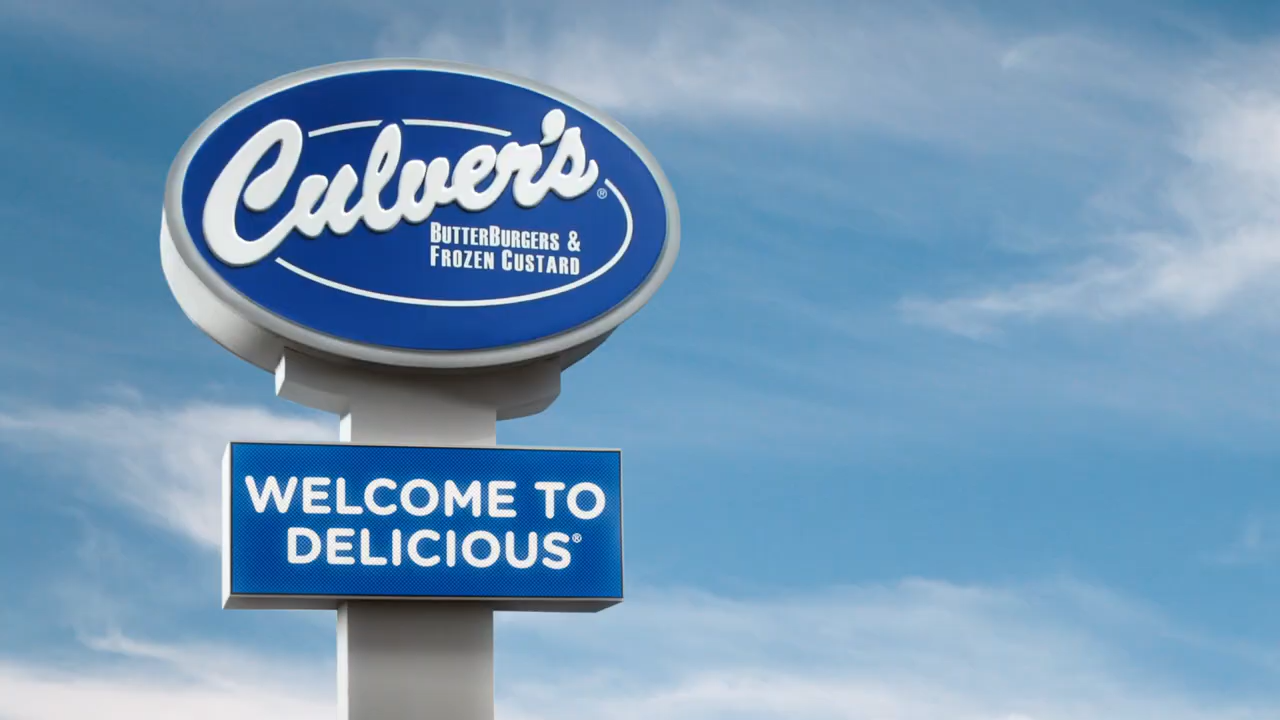 Culver's®
BUTTERBURGERS &
FROZEN CUSTARD
WELCOME TO
DELICIOUS®